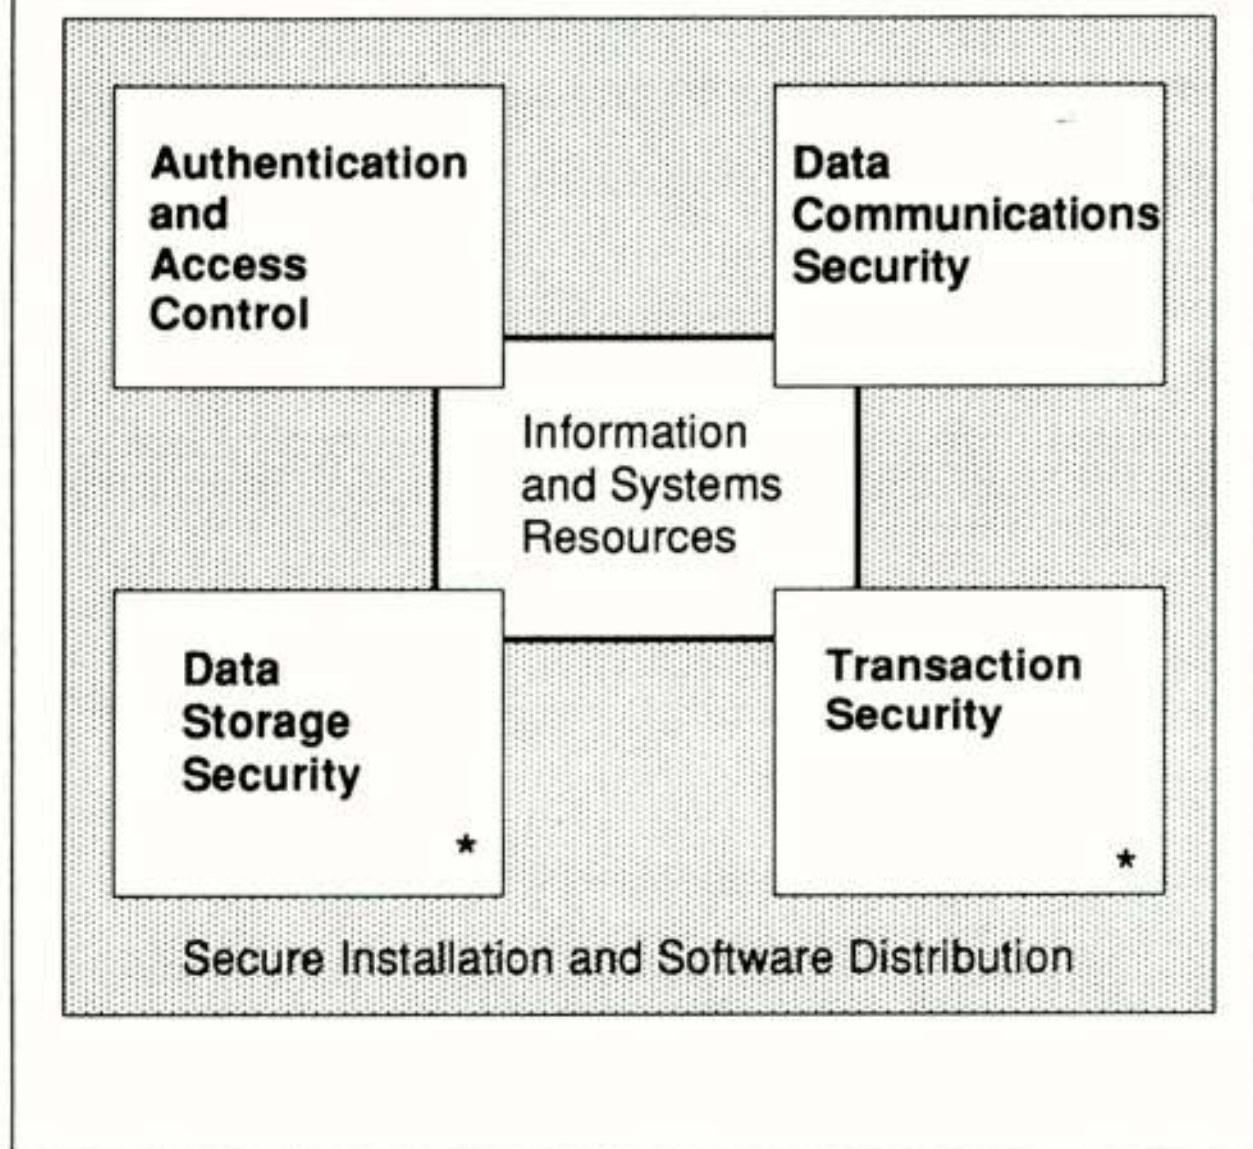 Authentication
and
Access
Control
Data
Communications
Security
Information
and Systems
Resources
Data
Storage
Security
*
Transaction
Security
*
Secure Installation and Software Distribution